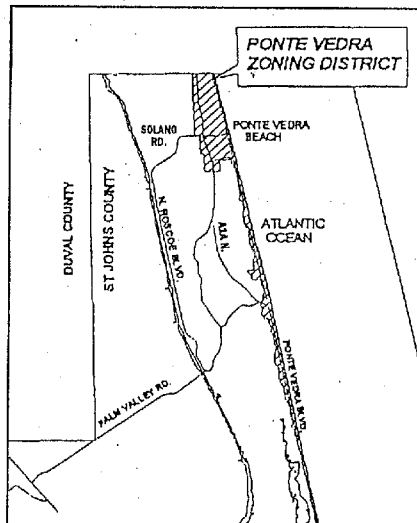 PONTE VEDRA
ZONING DISTRICT
SOLANO
RD.
PONTE VEDRA
BEACH
DUVAL COUNTY
ST JOHNS COUNTY
N. ROSCOE BLVD.
A1A N.
ATLANTIC
OCEAN
PALM VALLEY RD.
PONTE VEDRA BLVD.